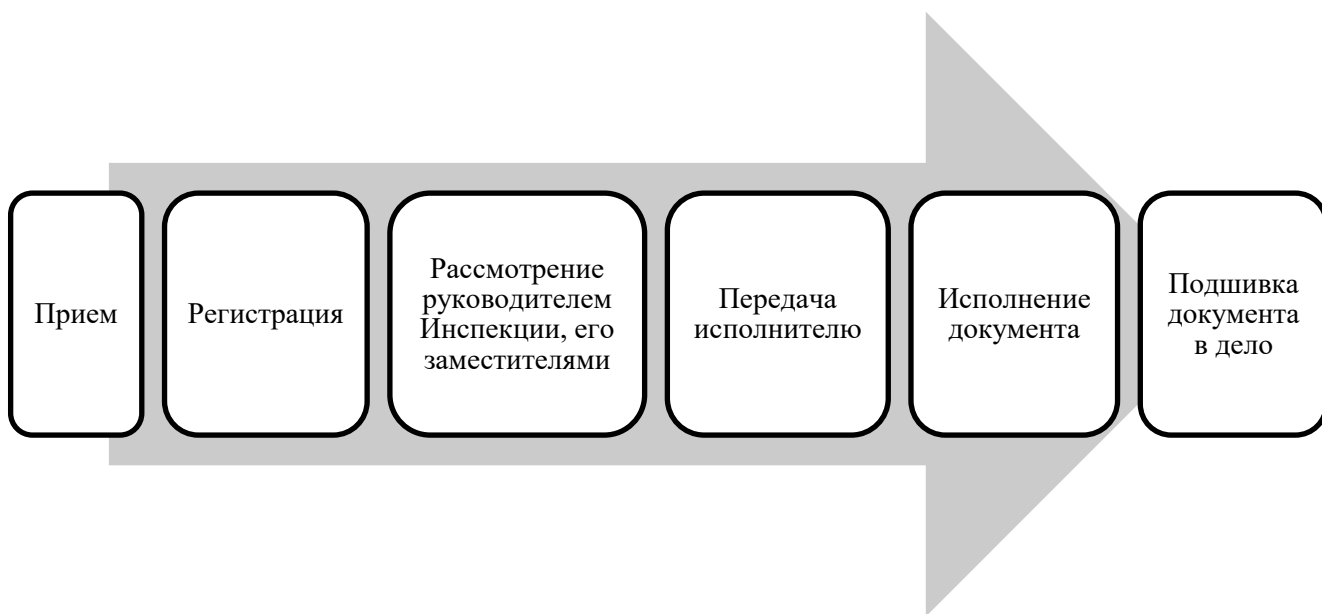 Прием
Регистрация
Рассмотрение
руководителем
Инспекции, его
заместителями
Передача
исполнителю
Исполнение
документа
Подшивка
документа
в дело